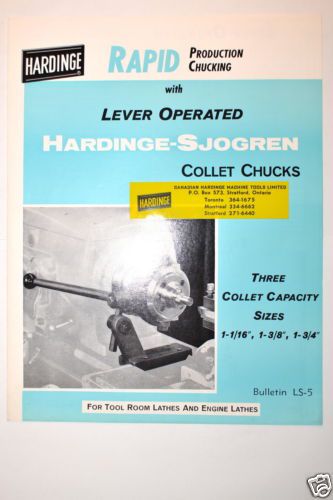 HARDINGE
RAPID PRODUCTION CHUCKING
with
LEVER OPERATED
HARDINGE-SJOGREN
COLLET CHUCKS
HARDINGE
CANADIAN HARDINGE MACHINE TOOLS LIMITED
P.O. Box 573, Stratford, Ontario
Toronto 364-1675
Montreal 334-6662
Stratford 271-6440
THREE
COLLET CAPACITY
SIZES
1-1/16", 1-3/8", 1-3/4"
Bulletin LS-5
FOR TOOL ROOM LATHES AND ENGINE LATHES